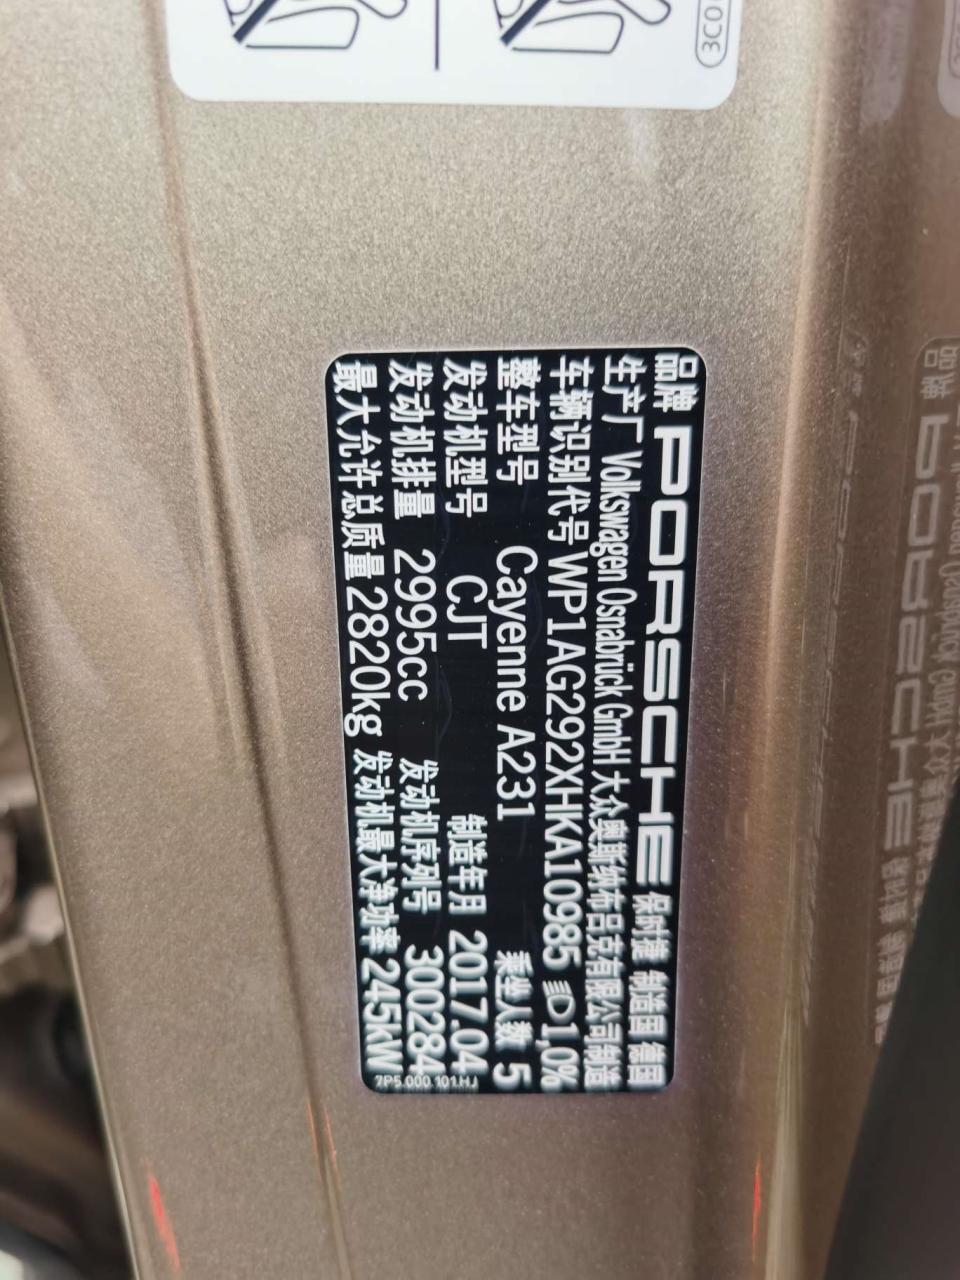 3C0
品牌 PORSCHE 保时捷 制造国 德国
生产厂 Volkswagen Osnabrück GmbH 大众奥斯纳布吕克有限公司制造
车辆识别代号 WP1AG292XHKA10985 1,0%
整车型号 Cayenne A231 乘坐人数 5
发动机型号 CJT 制造年月 2017.04
发动机排量 2995cc 发动机序列号 3002284
最大允许总质量 2820kg 发动机最大净功率 245kW
7P5.000.101.HJ